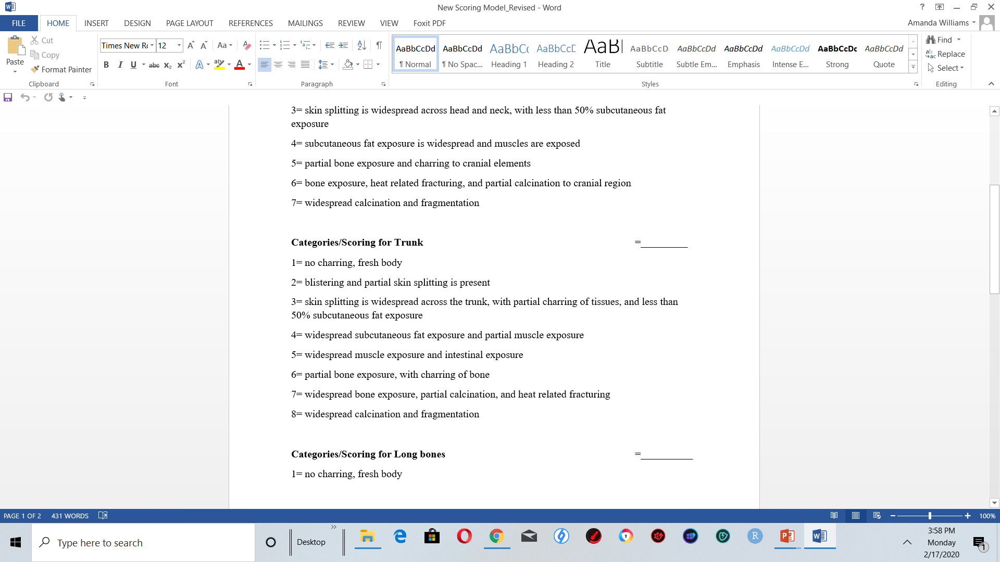 New Scoring Model_Revised - Word
?
FILE HOME INSERT DESIGN PAGE LAYOUT REFERENCES MAILINGS REVIEW VIEW Foxit PDF
Amanda Williams
Paste
Cut
Copy
Format Painter
Clipboard
Times New Ro 12
Aa
B I U abc x₂ x² A ab A
Font
Paragraph
AaBbCcDd AaBbCcDd AaBbCc AaBbCcD AaBl AaBbCcD AaBbCcDd AaBbCcDd AaBbCcDd AaBbCcDc AaBbCcDd
¶ Normal ¶ No Spac... Heading 1 Heading 2 Title Subtitle Subtle Em... Emphasis Intense E... Strong Quote
Styles
Find
Replace
Select
Editing
3= skin splitting is widespread across head and neck, with less than 50% subcutaneous fat
exposure
4= subcutaneous fat exposure is widespread and muscles are exposed
5= partial bone exposure and charring to cranial elements
6= bone exposure, heat related fracturing, and partial calcination to cranial region
7= widespread calcination and fragmentation
Categories/Scoring for Trunk =_________
1= no charring, fresh body
2= blistering and partial skin splitting is present
3= skin splitting is widespread across the trunk, with partial charring of tissues, and less than
50% subcutaneous fat exposure
4= widespread subcutaneous fat exposure and partial muscle exposure
5= widespread muscle exposure and intestinal exposure
6= partial bone exposure, with charring of bone
7= widespread bone exposure, partial calcination, and heat related fracturing
8= widespread calcination and fragmentation
Categories/Scoring for Long bones =__________
1= no charring, fresh body
PAGE 1 OF 2 431 WORDS
100%
Type here to search
Desktop
3:58 PM
Monday
2/17/2020
1